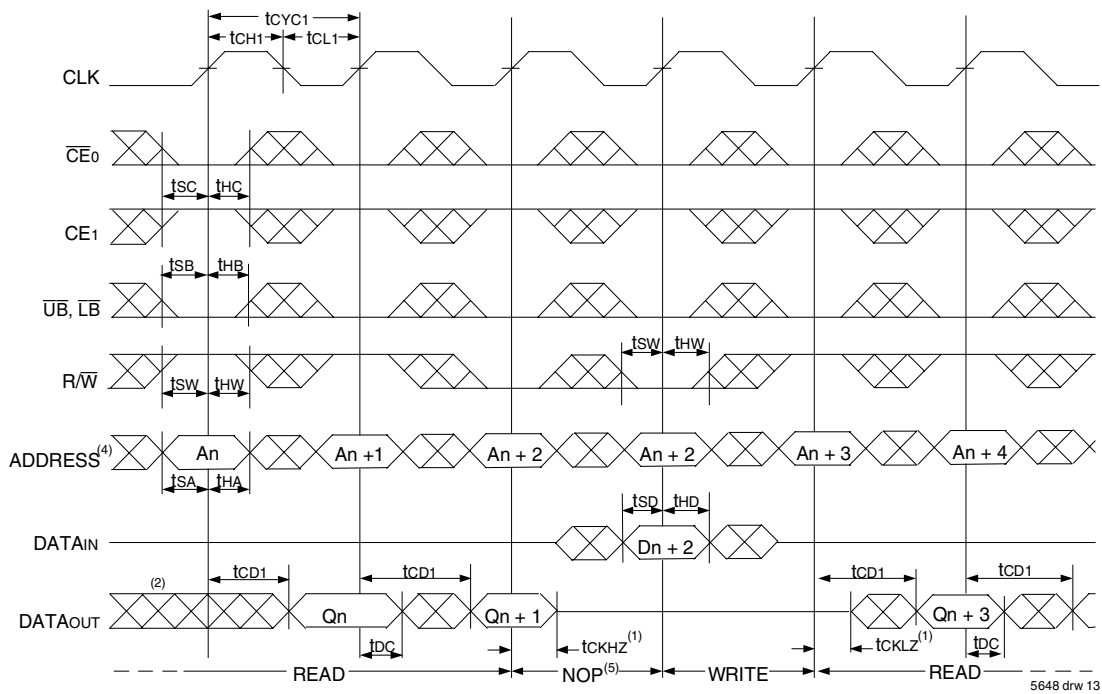 tCYC1
tCH1 tCL1
CLK
CE0
tSC tHC
CE1
tSB tHB
UB, LB
tSW tHW
R/W
tSW tHW
ADDRESS(4) An An +1 An + 2 An + 2 An + 3 An + 4
tSA tHA
tSD tHD
DATAIN Dn + 2
(2) tCD1 tCD1 tCD1 tCD1
DATAOUT Qn Qn + 1 Qn + 3
tDC tCKHZ(1) tCKLZ(1) tDC
READ NOP(5) WRITE READ
5648 drw 13